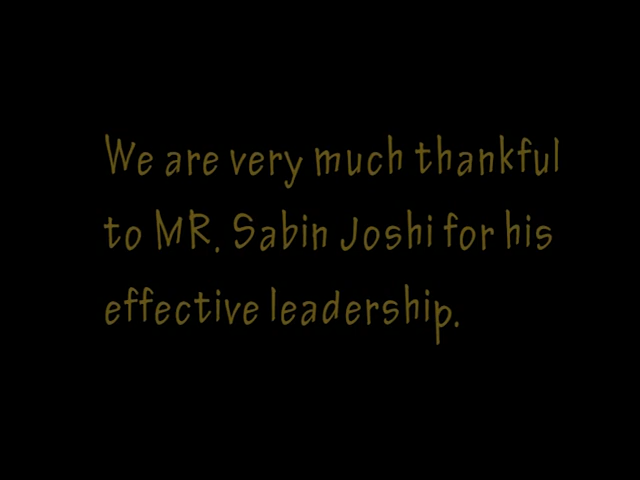 We are very much thankful
to MR. Sabin Joshi for his
effective leadership.